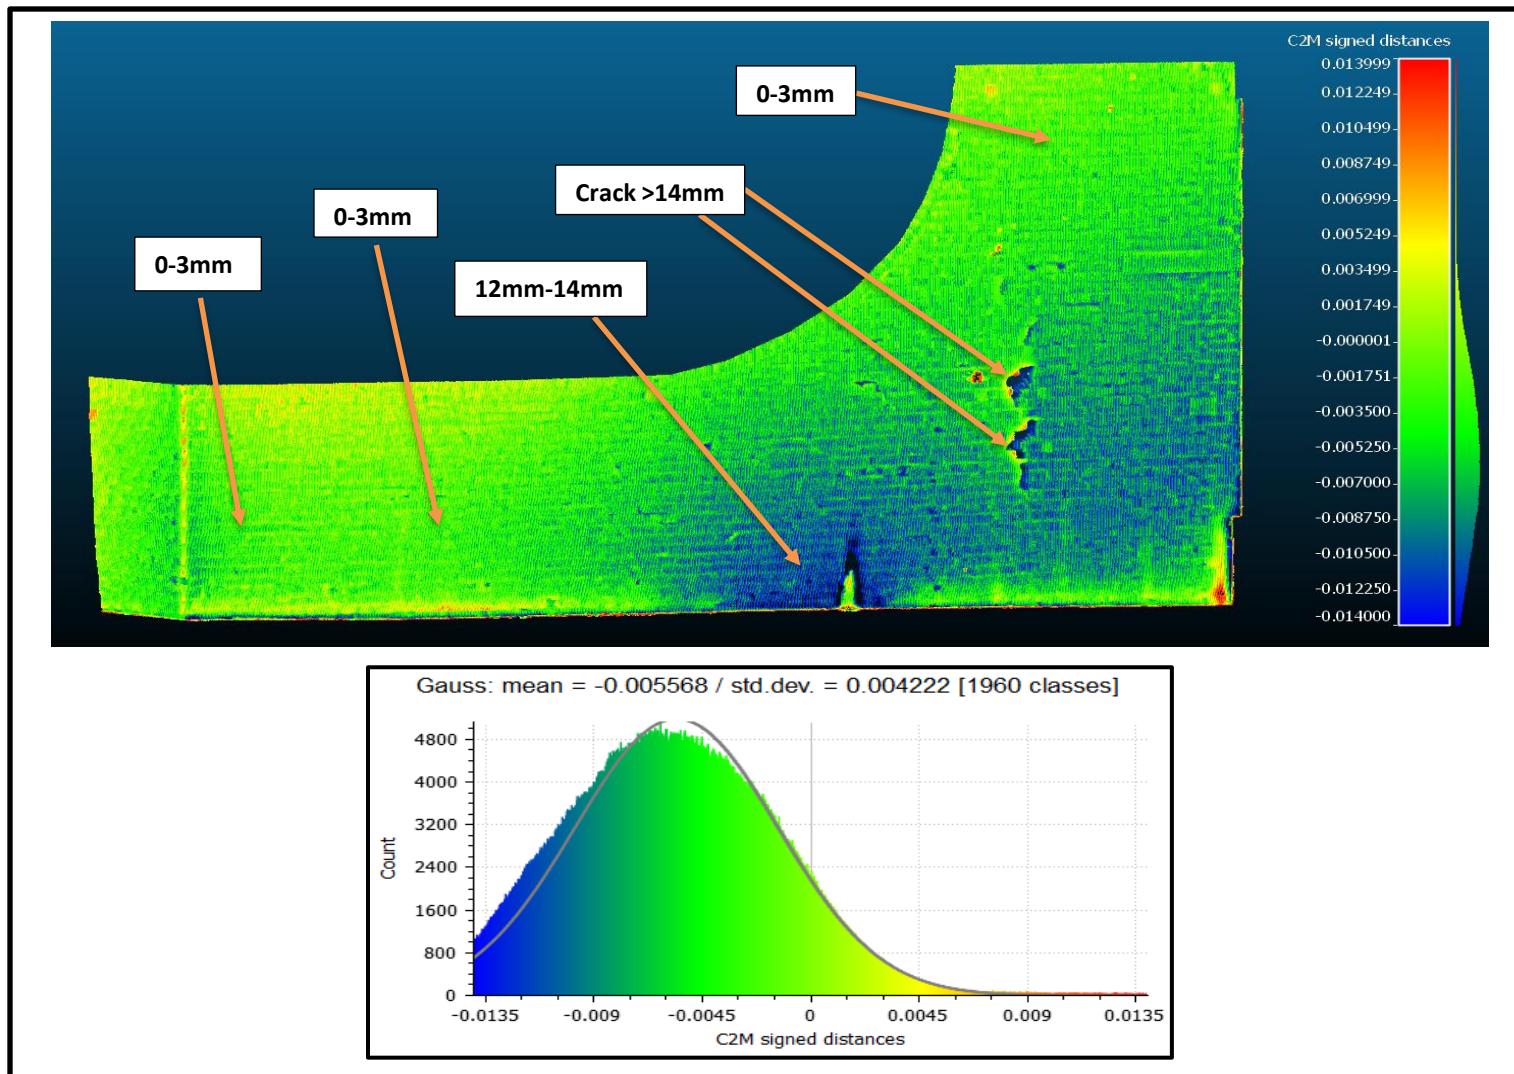 C2M signed distances
0.013999
0.012249
0.010499
0.008749
0.006999
0.005249
0.003499
0.001749
-0.000001
-0.001751
-0.003500
-0.005250
-0.007000
-0.008750
-0.010500
-0.012250
-0.014000
0-3mm
Crack >14mm
0-3mm
0-3mm
12mm-14mm
Gauss: mean = -0.005568 / std.dev. = 0.004222 [1960 classes]
Count
4800
4000
3200
2400
1600
800
0
-0.0135 -0.009 -0.0045 0 0.0045 0.009 0.0135
C2M signed distances